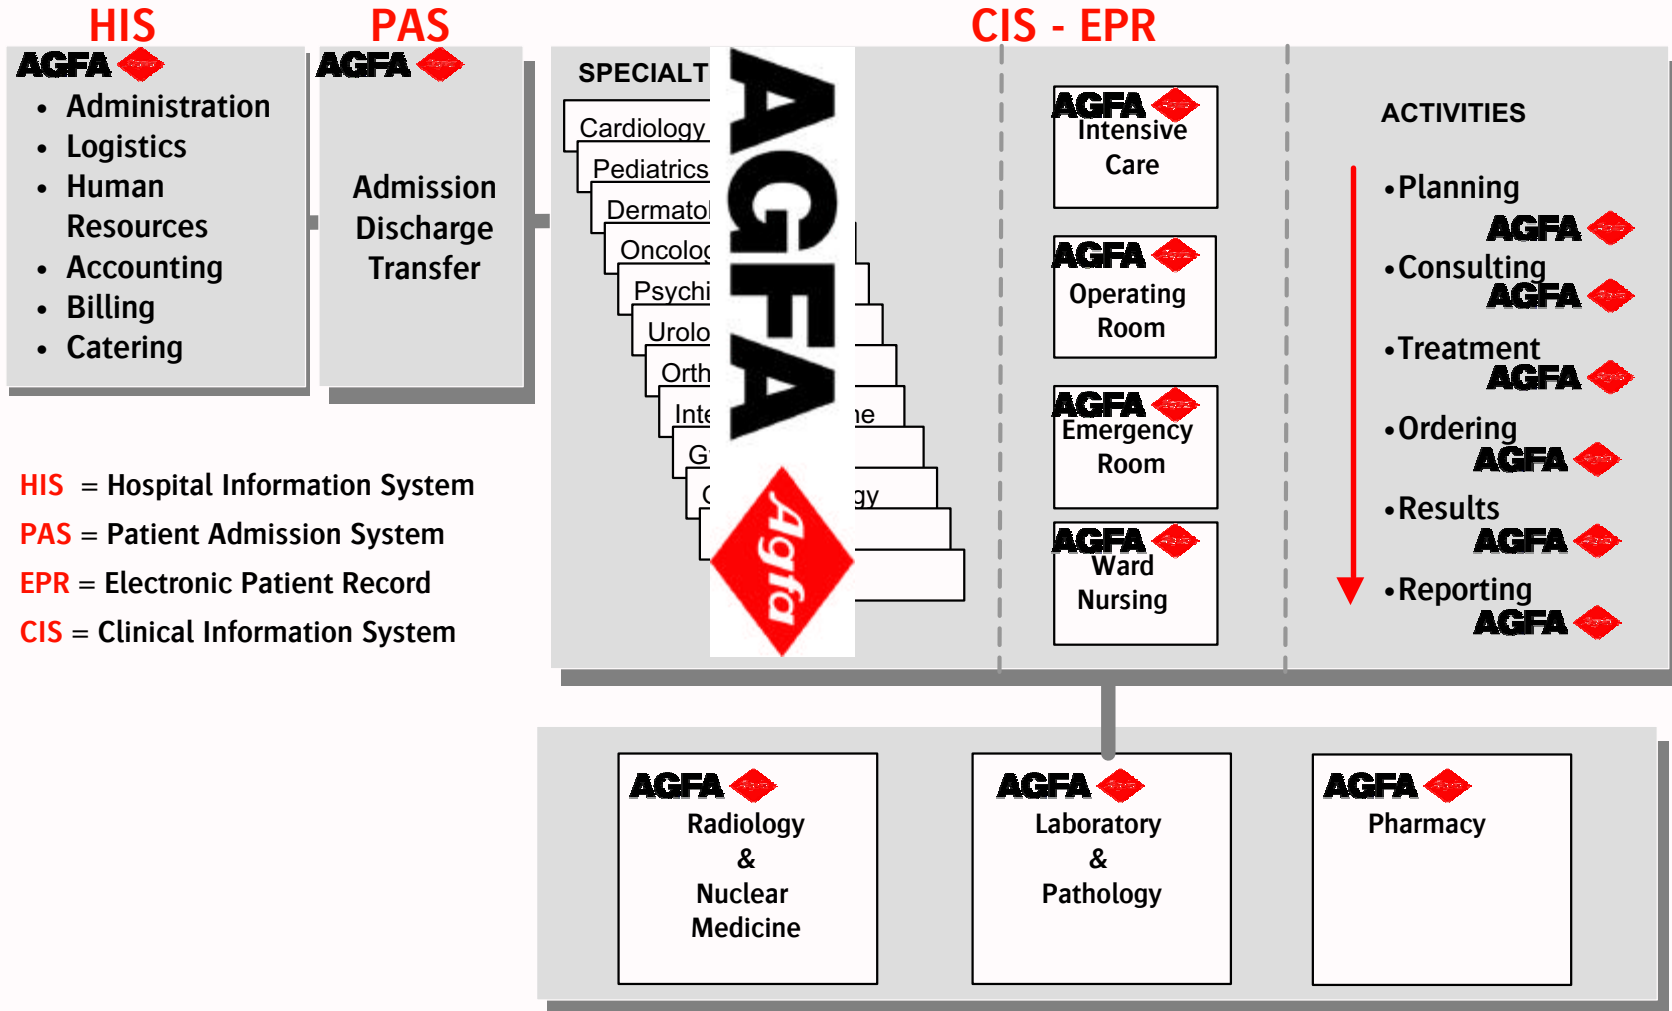 HIS
AGFA
• Administration
• Logistics
• Human
Resources
• Accounting
• Billing
• Catering
PAS
AGFA
Admission
Discharge
Transfer
HIS = Hospital Information System
PAS = Patient Admission System
EPR = Electronic Patient Record
CIS = Clinical Information System
CIS - EPR
SPECIALT
Cardiology
Pediatrics
Dermatol
Oncolog
Psychi
Urolo
Orth
Inte ne
G
gy
AGFA
Agfa
AGFA
Intensive
Care
AGFA
Operating
Room
AGFA
Emergency
Room
AGFA
Ward
Nursing
ACTIVITIES
•Planning
AGFA
•Consulting
AGFA
•Treatment
AGFA
•Ordering
AGFA
•Results
AGFA
•Reporting
AGFA
AGFA
Radiology
&
Nuclear
Medicine
AGFA
Laboratory
&
Pathology
AGFA
Pharmacy